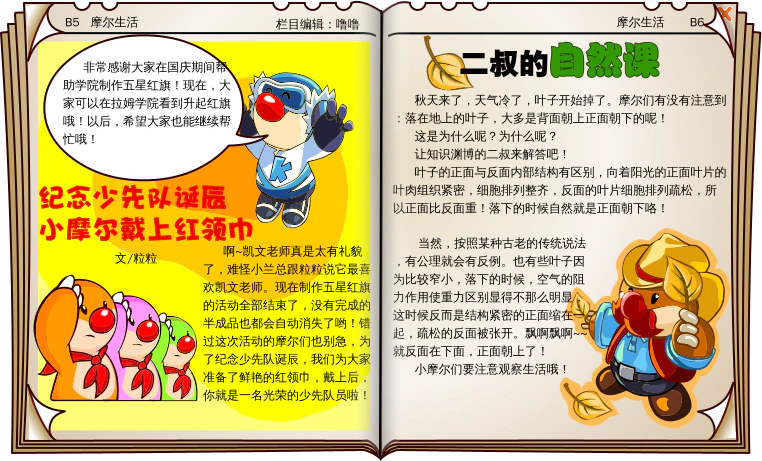 B5 摩尔生活
栏目编辑：噜噜
非常感谢大家在国庆期间帮
助学院制作五星红旗！现在，大
家可以在拉姆学院看到升起红旗
哦！以后，希望大家也能继续帮
忙哦！
K
纪念少先队诞辰
小摩尔戴上红领巾
文/粒粒
啊~凯文老师真是太有礼貌
了，难怪小兰总跟粒粒说它最喜
欢凯文老师。现在制作五星红旗
的活动全部结束了，没有完成的
半成品也都会自动消失了哟！错
过这次活动的摩尔们也别急，为
了纪念少先队诞辰，我们为大家
准备了鲜艳的红领巾，戴上后，
你就是一名光荣的少先队员啦！
摩尔生活 B6
二叔的自然课
秋天来了，天气冷了，叶子开始掉了。摩尔们有没有注意到
：落在地上的叶子，大多是背面朝上正面朝下的呢！
这是为什么呢？为什么呢？
让知识渊博的二叔来解答吧！
叶子的正面与反面内部结构有区别，向着阳光的正面叶片的
叶肉组织紧密，细胞排列整齐，反面的叶片细胞排列疏松，所
以正面比反面重！落下的时候自然就是正面朝下咯！
当然，按照某种古老的传统说法
，有公理就会有反例。也有些叶子因
为比较窄小，落下的时候，空气的阻
力作用使重力区别显得不那么明显，
这时候反而是结构紧密的正面缩在一
起，疏松的反面被张开。飘啊飘啊~~
就反面在下面，正面朝上了！
小摩尔们要注意观察生活哦！